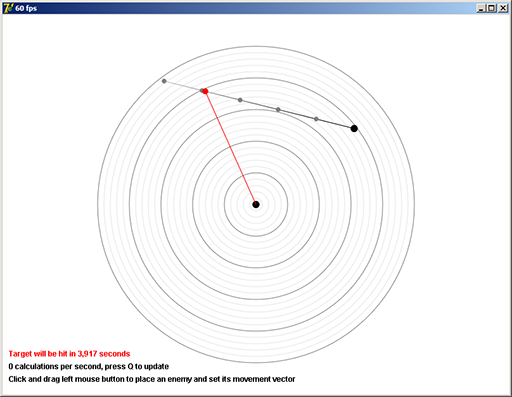 60 fps
Target will be hit in 3,917 seconds
0 calculations per second, press Q to update
Click and drag left mouse button to place an enemy and set its movement vector